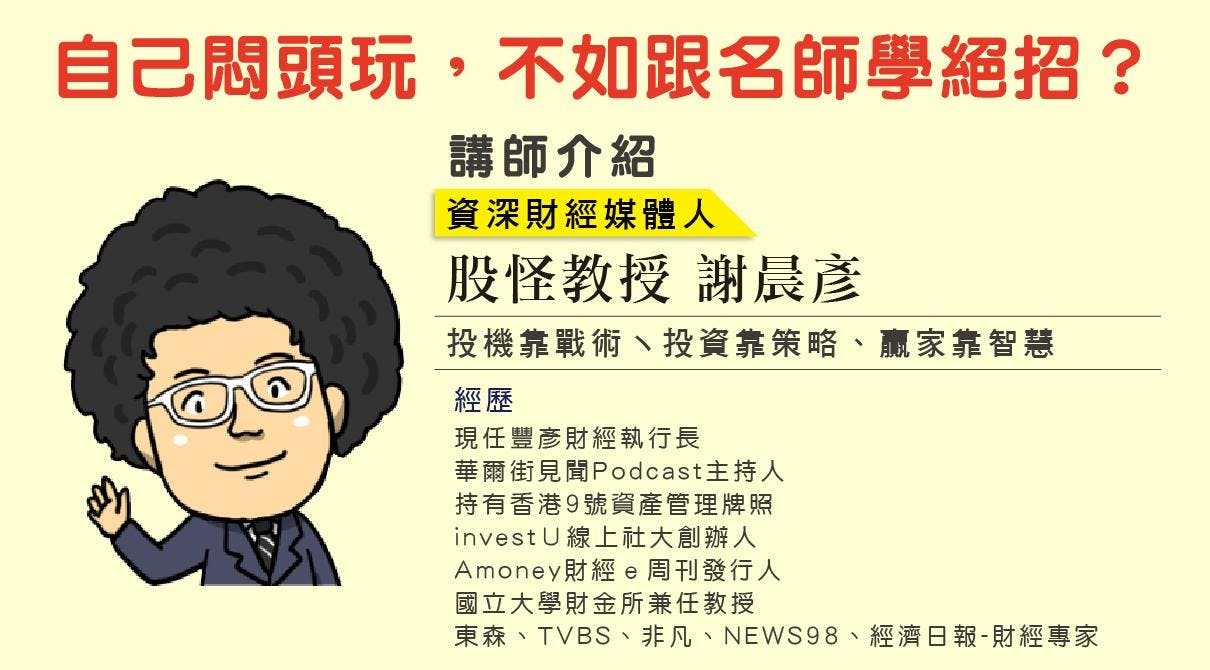 自己悶頭玩，不如跟名師學絕招？
講師介紹
資深財經媒體人
股怪教授 謝晨彥
投機靠戰術、投資靠策略、贏家靠智慧
經歷
現任豐彥財經執行長
華爾街見聞Podcast主持人
持有香港9號資產管理牌照
investU線上社大創辦人
Amoney財經e周刊發行人
國立大學財金所兼任教授
東森、TVBS、非凡、NEWS98、經濟日報-財經專家